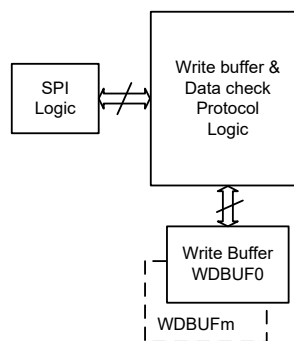 Write buffer &
Data check
Protocol
Logic
SPI
Logic
Write Buffer
WDBUF0
WDBUFm